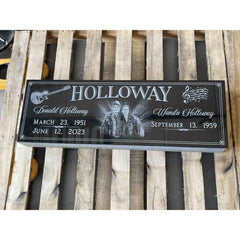 HOLLOWAY
Donald Holloway
Wanda Holloway
March 23, 1951
September 13, 1959
June 12, 2023